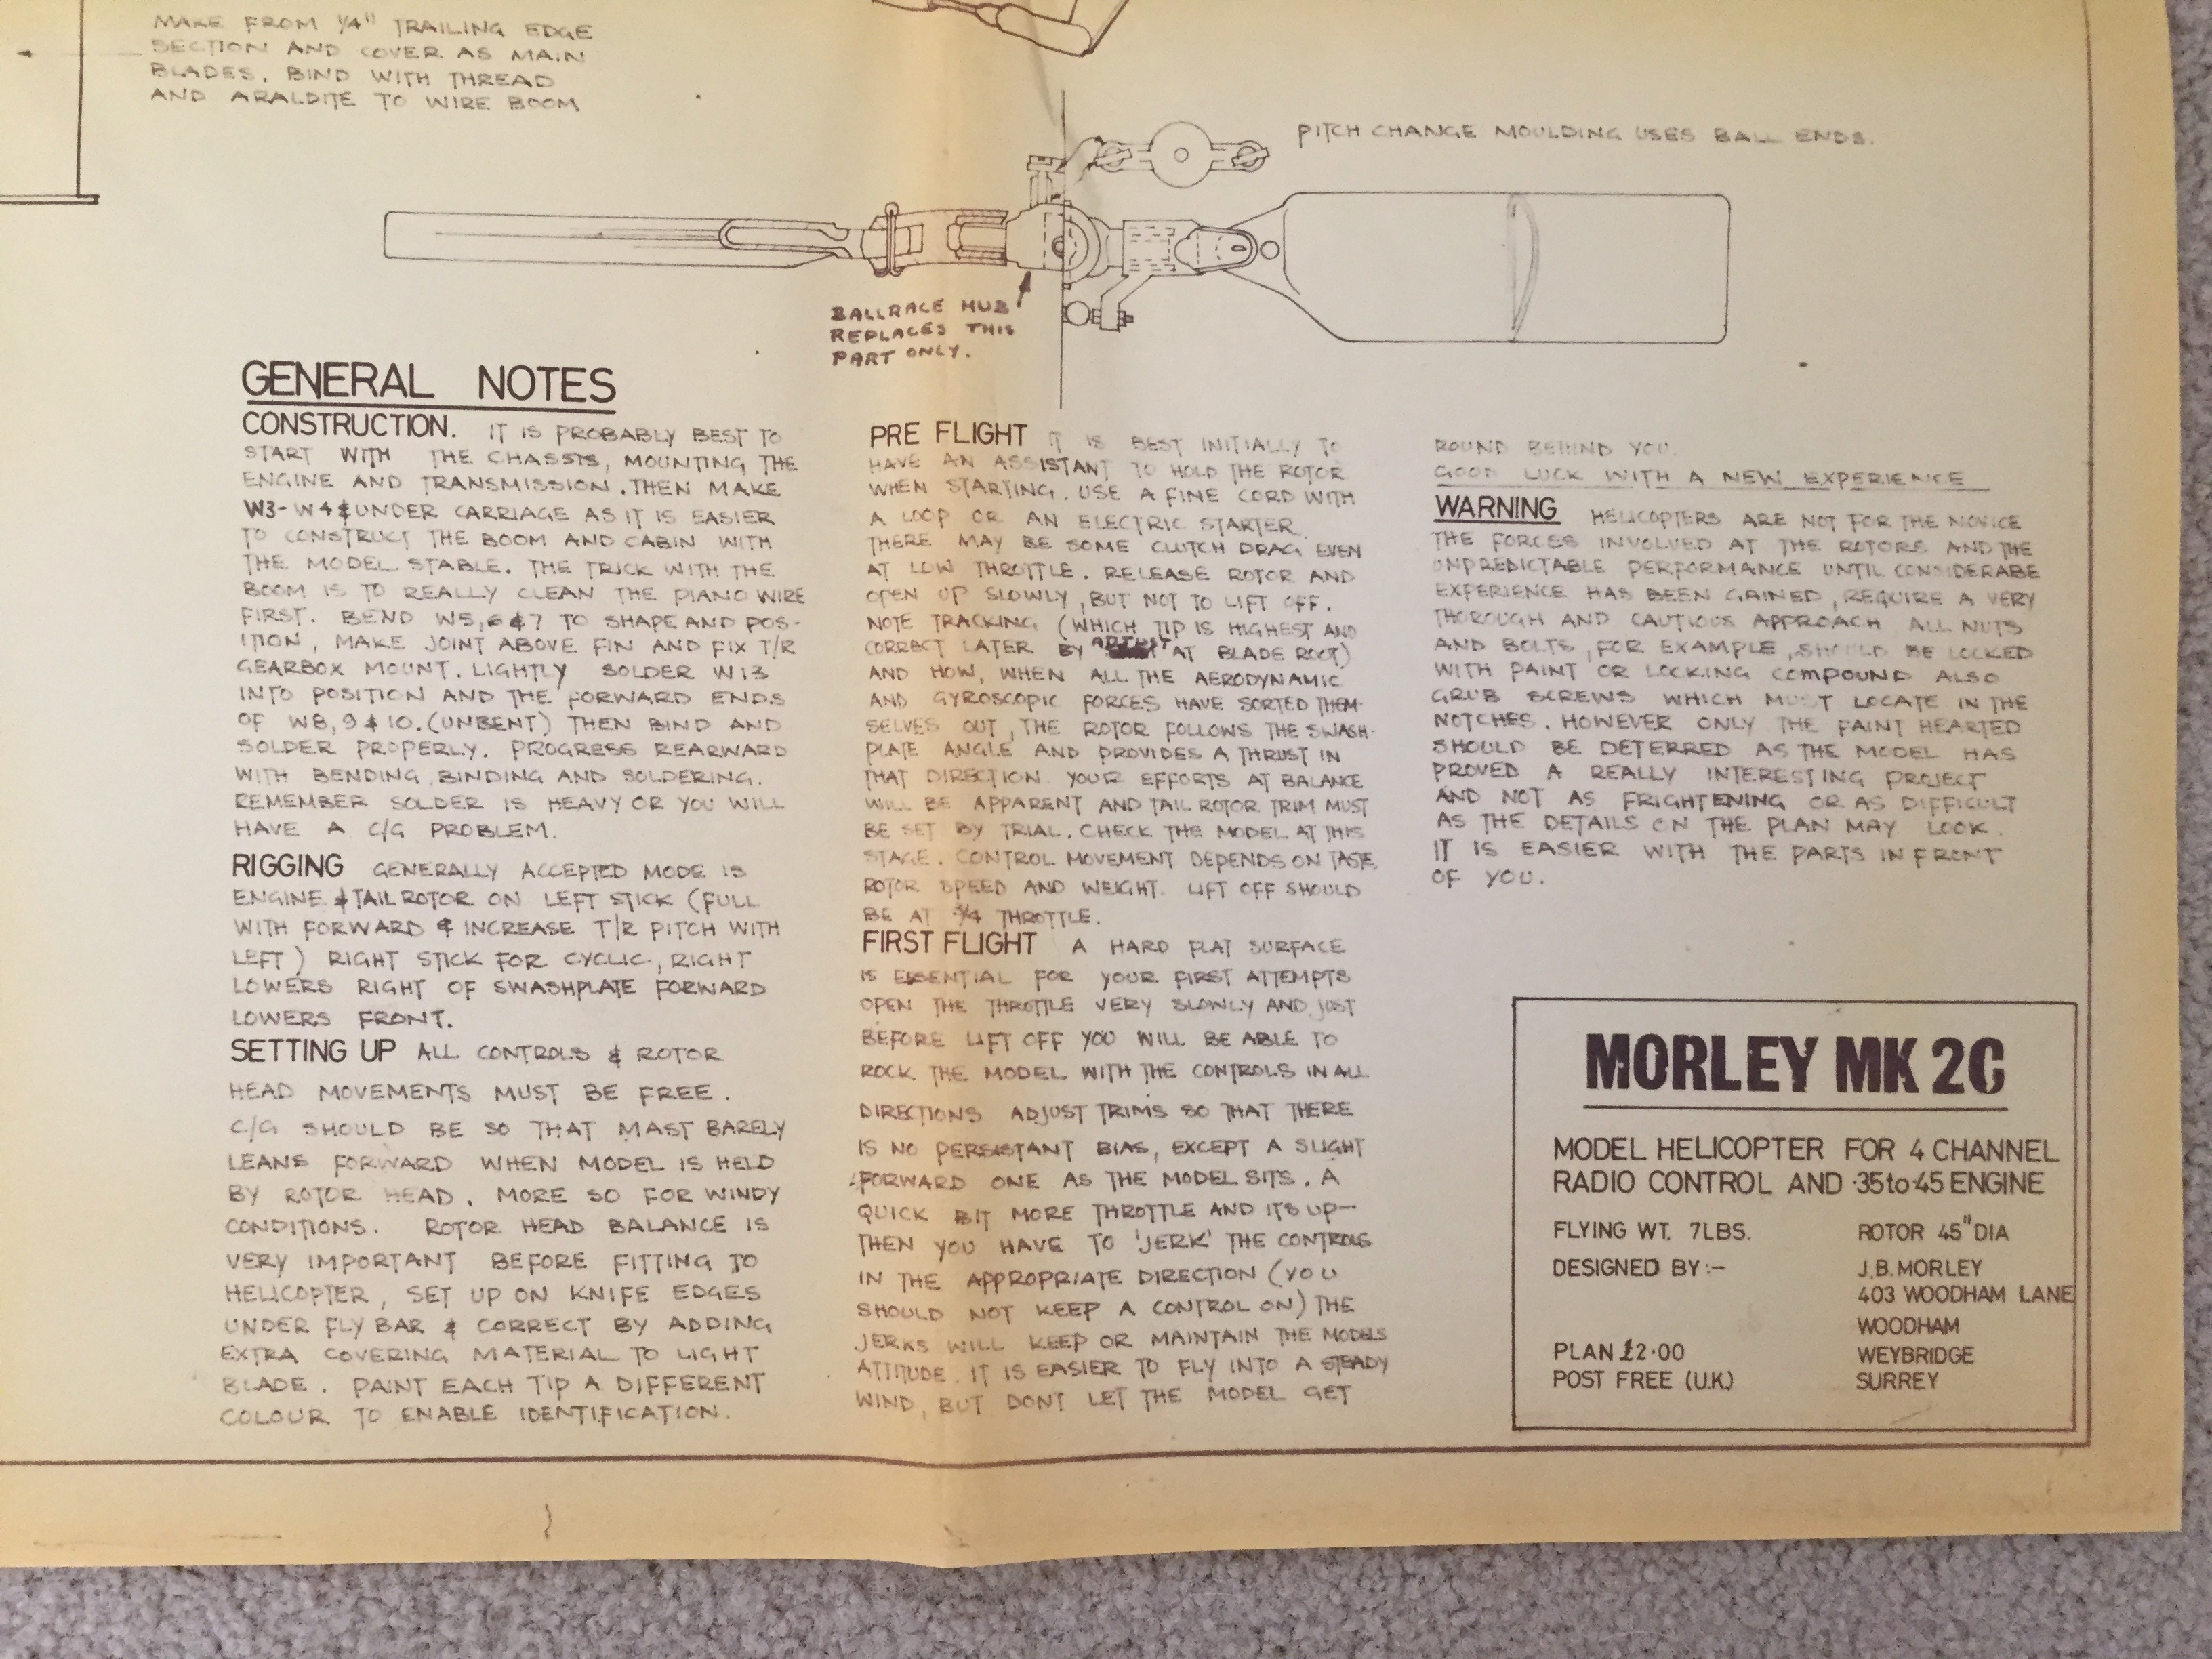 MAKE FROM 1/4" TRAILING EDGE
SECTION AND COVER AS MAIN
BLADES. BIND WITH THREAD
AND ARALDITE TO WIRE BOOM
PITCH CHANGE MOULDING USES BALL ENDS.
BALLRACE HUB
REPLACES THIS
PART ONLY.
GENERAL NOTES
CONSTRUCTION. IT IS PROBABLY BEST TO
START WITH THE CHASSIS, MOUNTING THE
ENGINE AND TRANSMISSION. THEN MAKE
W3-W4 & UNDER CARRIAGE AS IT IS EASIER
TO CONSTRUCT THE BOOM AND CABIN WITH
THE MODEL STABLE. THE TRICK WITH THE
BOOM IS TO REALLY CLEAN THE PIANO WIRE
FIRST. BEND W5,6 & 7 TO SHAPE AND POS-
ITION, MAKE JOINT ABOVE FIN AND FIX T/R
GEARBOX MOUNT. LIGHTLY SOLDER W13
INTO POSITION AND THE FORWARD ENDS
OF W8,9 & 10. (UNBENT) THEN BIND AND
SOLDER PROPERLY. PROGRESS REARWARD
WITH BENDING, BINDING AND SOLDERING.
REMEMBER SOLDER IS HEAVY OR YOU WILL
HAVE A C/G PROBLEM.
RIGGING GENERALLY ACCEPTED MODE IS
ENGINE & TAIL ROTOR ON LEFT STICK (FULL
WITH FORWARD & INCREASE T/R PITCH WITH
LEFT) RIGHT STICK FOR CYCLIC, RIGHT
LOWERS RIGHT OF SWASHPLATE FORWARD
LOWERS FRONT.
SETTING UP ALL CONTROLS & ROTOR
HEAD MOVEMENTS MUST BE FREE.
C/G SHOULD BE SO THAT MAST BARELY
LEANS FORWARD WHEN MODEL IS HELD
BY ROTOR HEAD. MORE SO FOR WINDY
CONDITIONS. ROTOR HEAD BALANCE IS
VERY IMPORTANT BEFORE FITTING TO
HELICOPTER, SET UP ON KNIFE EDGES
UNDER FLY BAR & CORRECT BY ADDING
EXTRA COVERING MATERIAL TO LIGHT
BLADE. PAINT EACH TIP A DIFFERENT
COLOUR TO ENABLE IDENTIFICATION.
PRE FLIGHT IT IS BEST INITIALLY TO
HAVE AN ASSISTANT TO HOLD THE ROTOR
WHEN STARTING. USE A FINE CORD WITH
A LOOP OR AN ELECTRIC STARTER.
THERE MAY BE SOME CLUTCH DRAG EVEN
AT LOW THROTTLE. RELEASE ROTOR AND
OPEN UP SLOWLY, BUT NOT TO LIFT OFF.
NOTE TRACKING (WHICH TIP IS HIGHEST AND
CORRECT LATER BY AT BLADE ROOT)
AND HOW, WHEN ALL THE AERODYNAMIC
AND GYROSCOPIC FORCES HAVE SORTED THEM-
SELVES OUT, THE ROTOR FOLLOWS THE SWASH-
PLATE ANGLE AND PROVIDES A THRUST IN
THAT DIRECTION. YOUR EFFORTS AT BALANCE
WILL BE APPARENT AND TAIL ROTOR TRIM MUST
BE SET BY TRIAL. CHECK THE MODEL AT THIS
STAGE. CONTROL MOVEMENT DEPENDS ON TASTE,
ROTOR SPEED AND WEIGHT. LIFT OFF SHOULD
BE AT 3/4 THROTTLE.
FIRST FLIGHT A HARD FLAT SURFACE
IS ESSENTIAL FOR YOUR FIRST ATTEMPTS
OPEN THE THROTTLE VERY SLOWLY AND JUST
BEFORE LIFT OFF YOU WILL BE ABLE TO
ROCK THE MODEL WITH THE CONTROLS IN ALL
DIRECTIONS ADJUST TRIMS SO THAT THERE
IS NO PERSISTANT BIAS, EXCEPT A SLIGHT
FORWARD ONE AS THE MODEL SITS. A
QUICK BIT MORE THROTTLE AND ITS UP—
THEN YOU HAVE TO 'JERK' THE CONTROLS
IN THE APPROPRIATE DIRECTION (YOU
SHOULD NOT KEEP A CONTROL ON) THE
JERKS WILL KEEP OR MAINTAIN THE MODELS
ATTITUDE. IT IS EASIER TO FLY INTO A STEADY
WIND, BUT DONT LET THE MODEL GET
ROUND BEHIND YOU.
GOOD LUCK WITH A NEW EXPERIENCE
WARNING HELICOPTERS ARE NOT FOR THE NOVICE
THE FORCES INVOLVED AT THE ROTORS AND THE
UNPREDICTABLE PERFORMANCE UNTIL CONSIDERABE
EXPERIENCE HAS BEEN GAINED, REQUIRE A VERY
THOROUGH AND CAUTIOUS APPROACH ALL NUTS
AND BOLTS, FOR EXAMPLE, SHOULD BE LOCKED
WITH PAINT OR LOCKING COMPOUND ALSO
GRUB SCREWS WHICH MUST LOCATE IN THE
NOTCHES. HOWEVER ONLY THE FAINT HEARTED
SHOULD BE DETERRED AS THE MODEL HAS
PROVED A REALLY INTERESTING PROJECT
AND NOT AS FRIGHTENING OR AS DIFFICULT
AS THE DETAILS ON THE PLAN MAY LOOK.
IT IS EASIER WITH THE PARTS IN FRONT
OF YOU.
MORLEY MK 2C
MODEL HELICOPTER FOR 4 CHANNEL
RADIO CONTROL AND ·35 to ·45 ENGINE
FLYING WT. 7LBS. ROTOR 45" DIA
DESIGNED BY:— J.B. MORLEY
403 WOODHAM LANE
WOODHAM
PLAN £2·00 WEYBRIDGE
POST FREE (U.K.) SURREY